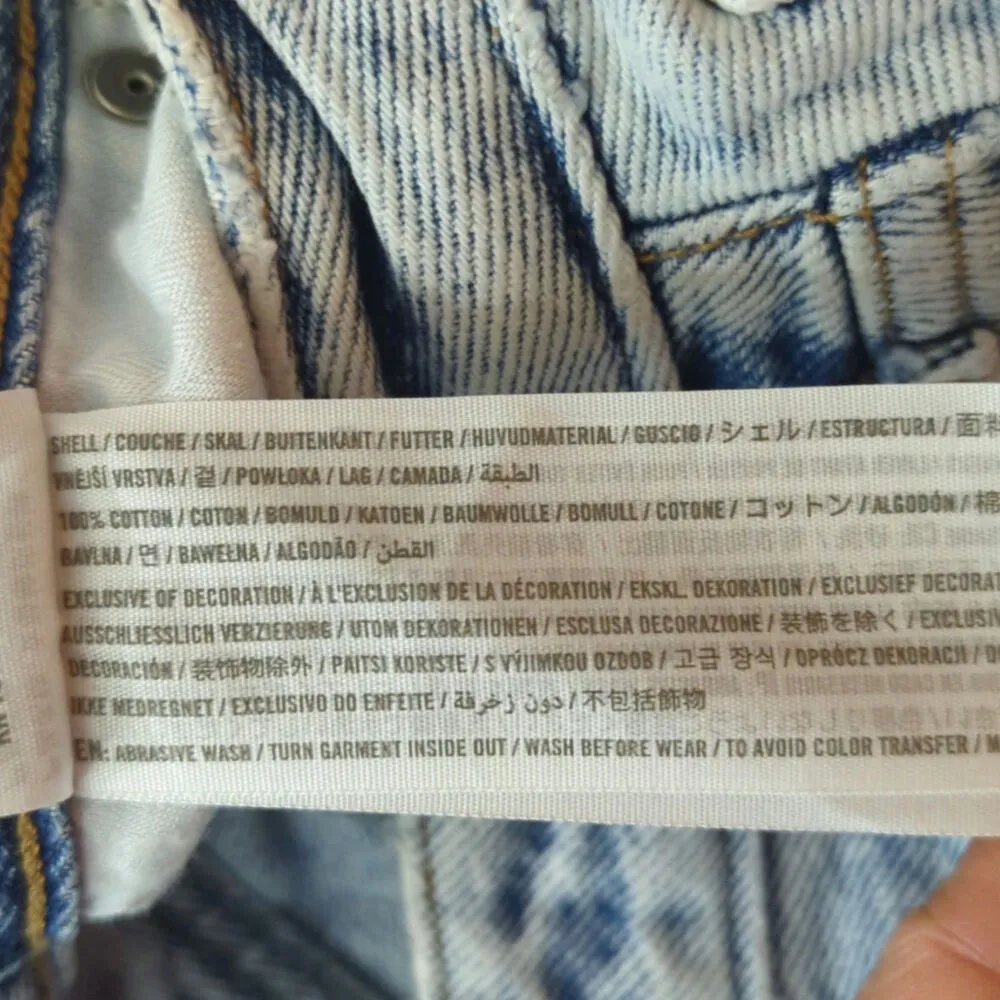 SHELL / COUCHE / SKAL / BUITENKANT / FUTTER / HUVUDMATERIAL / GUSCIO / シェル / ESTRUCTURA / 面料
VNĚJŠÍ VRSTVA / 겉 / POWŁOKA / LAG / CAMADA / الطبقة
100% COTTON / COTON / BOMULD / KATOEN / BAUMWOLLE / BOMULL / COTONE / コットン / ALGODÓN / 棉
BAVLNA / 면 / BAWEŁNA / ALGODÃO / القطن
EXCLUSIVE OF DECORATION / À L'EXCLUSION DE LA DÉCORATION / EKSKL. DEKORATION / EXCLUSIEF DECORAT
AUSSCHLIESSLICH VERZIERUNG / UTOM DEKORATIONEN / ESCLUSA DECORAZIONE / 装飾を除く / EXCLUSIV
DECORACIÓN / 装饰物除外 / PAITSI KORISTE / S VÝJIMKOU OZDOB / 고급 장식 / OPRÓCZ DEKORACJI /
IKKE MEDREGNET / EXCLUSIVO DO ENFEITE / دون زخرفة / 不包括飾物
EN: ABRASIVE WASH / TURN GARMENT INSIDE OUT / WASH BEFORE WEAR / TO AVOID COLOR TRANSFER /